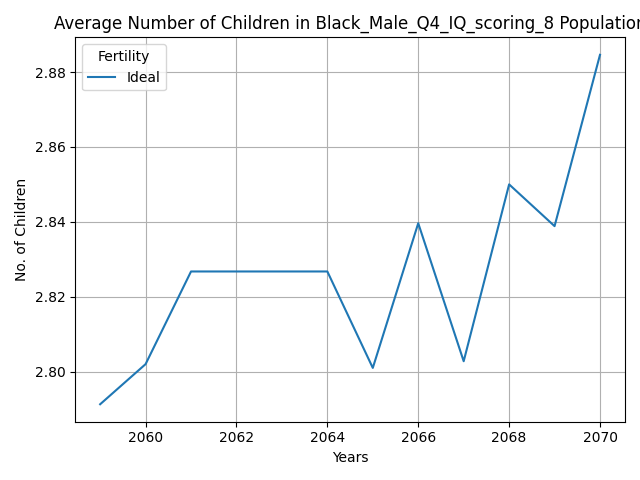 Average Number of Children in Black_Male_Q4_IQ_scoring_8 Population
Fertility
Ideal
2.88
2.86
2.84
2.82
2.80
No. of Children
2060 2062 2064 2066 2068 2070
Years